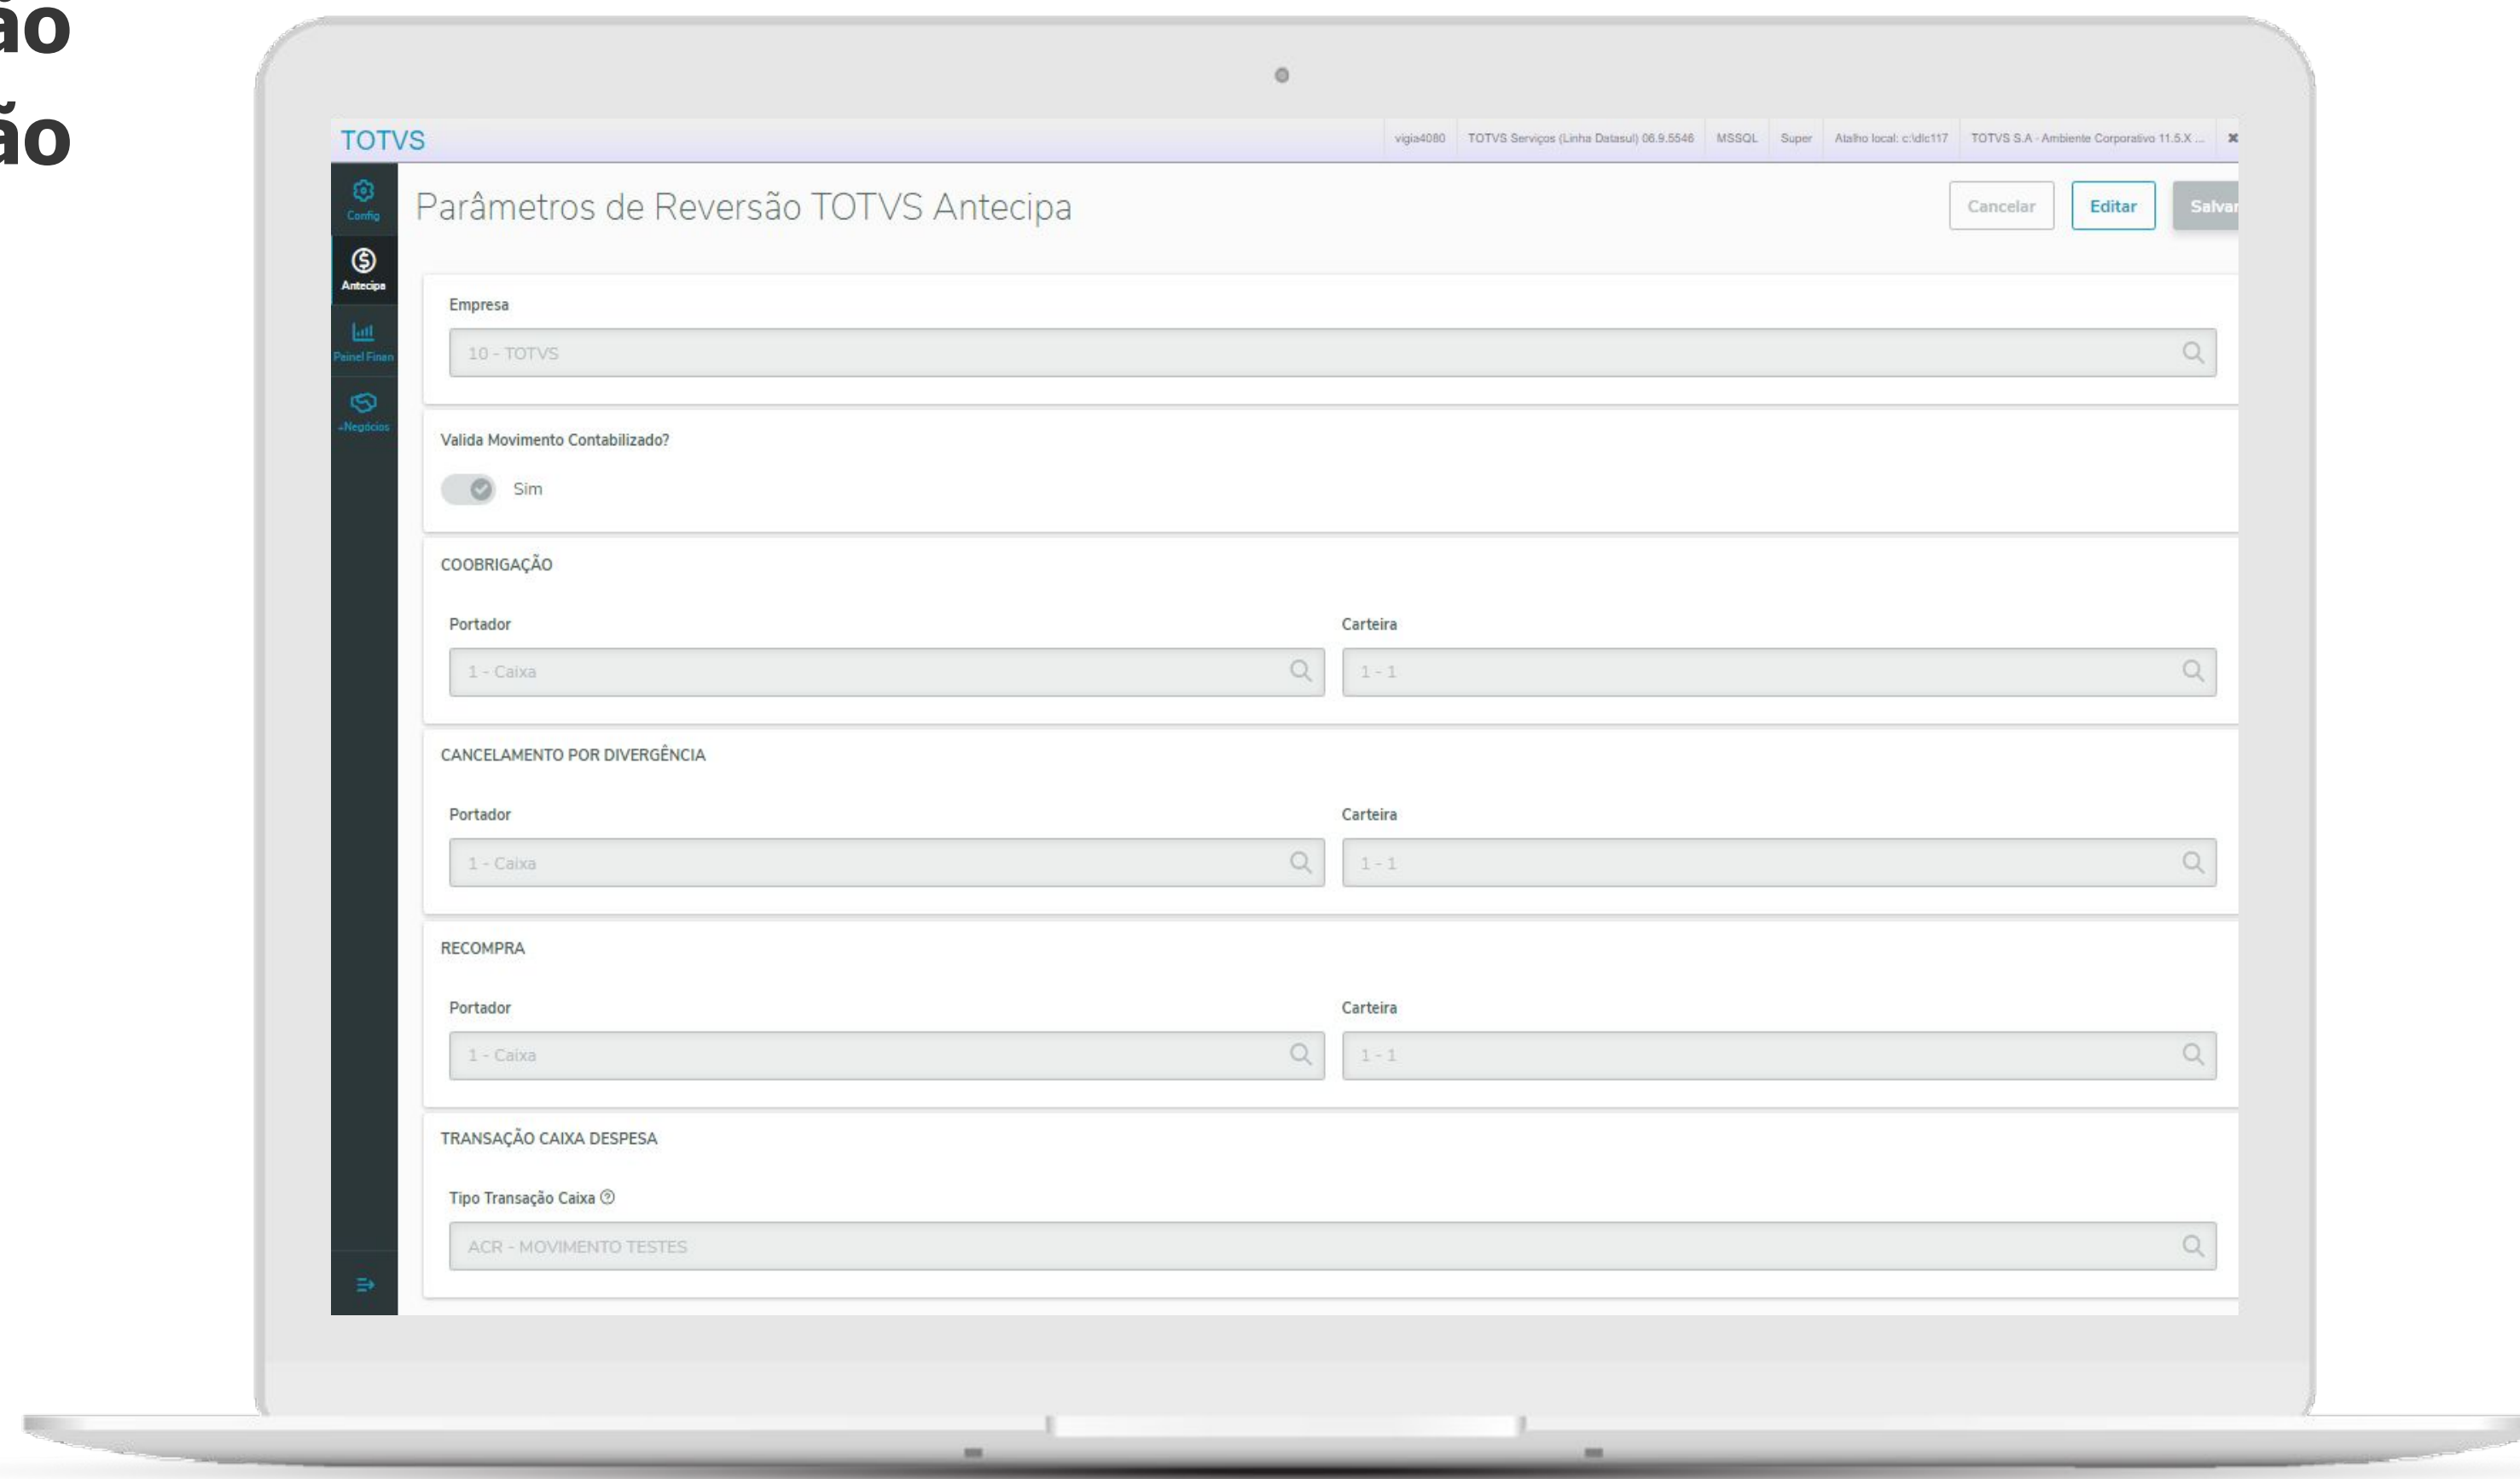 ão
ão
TOTVS
vigia4080 TOTVS Serviços (Linha Datasul) 06.9.5546 MSSQL Super Atalho local: c:\dlc117 TOTVS S.A - Ambiente Corporativo 11.5.X ...
Config
Parâmetros de Reversão TOTVS Antecipa
Cancelar Editar Salvar
Antecipa
Empresa
10 - TOTVS
Painel Finan
+Negócios
Valida Movimento Contabilizado?
Sim
COOBRIGAÇÃO
Portador Carteira
1 - Caixa 1 - 1
CANCELAMENTO POR DIVERGÊNCIA
Portador Carteira
1 - Caixa 1 - 1
RECOMPRA
Portador Carteira
1 - Caixa 1 - 1
TRANSAÇÃO CAIXA DESPESA
Tipo Transação Caixa
ACR - MOVIMENTO TESTES